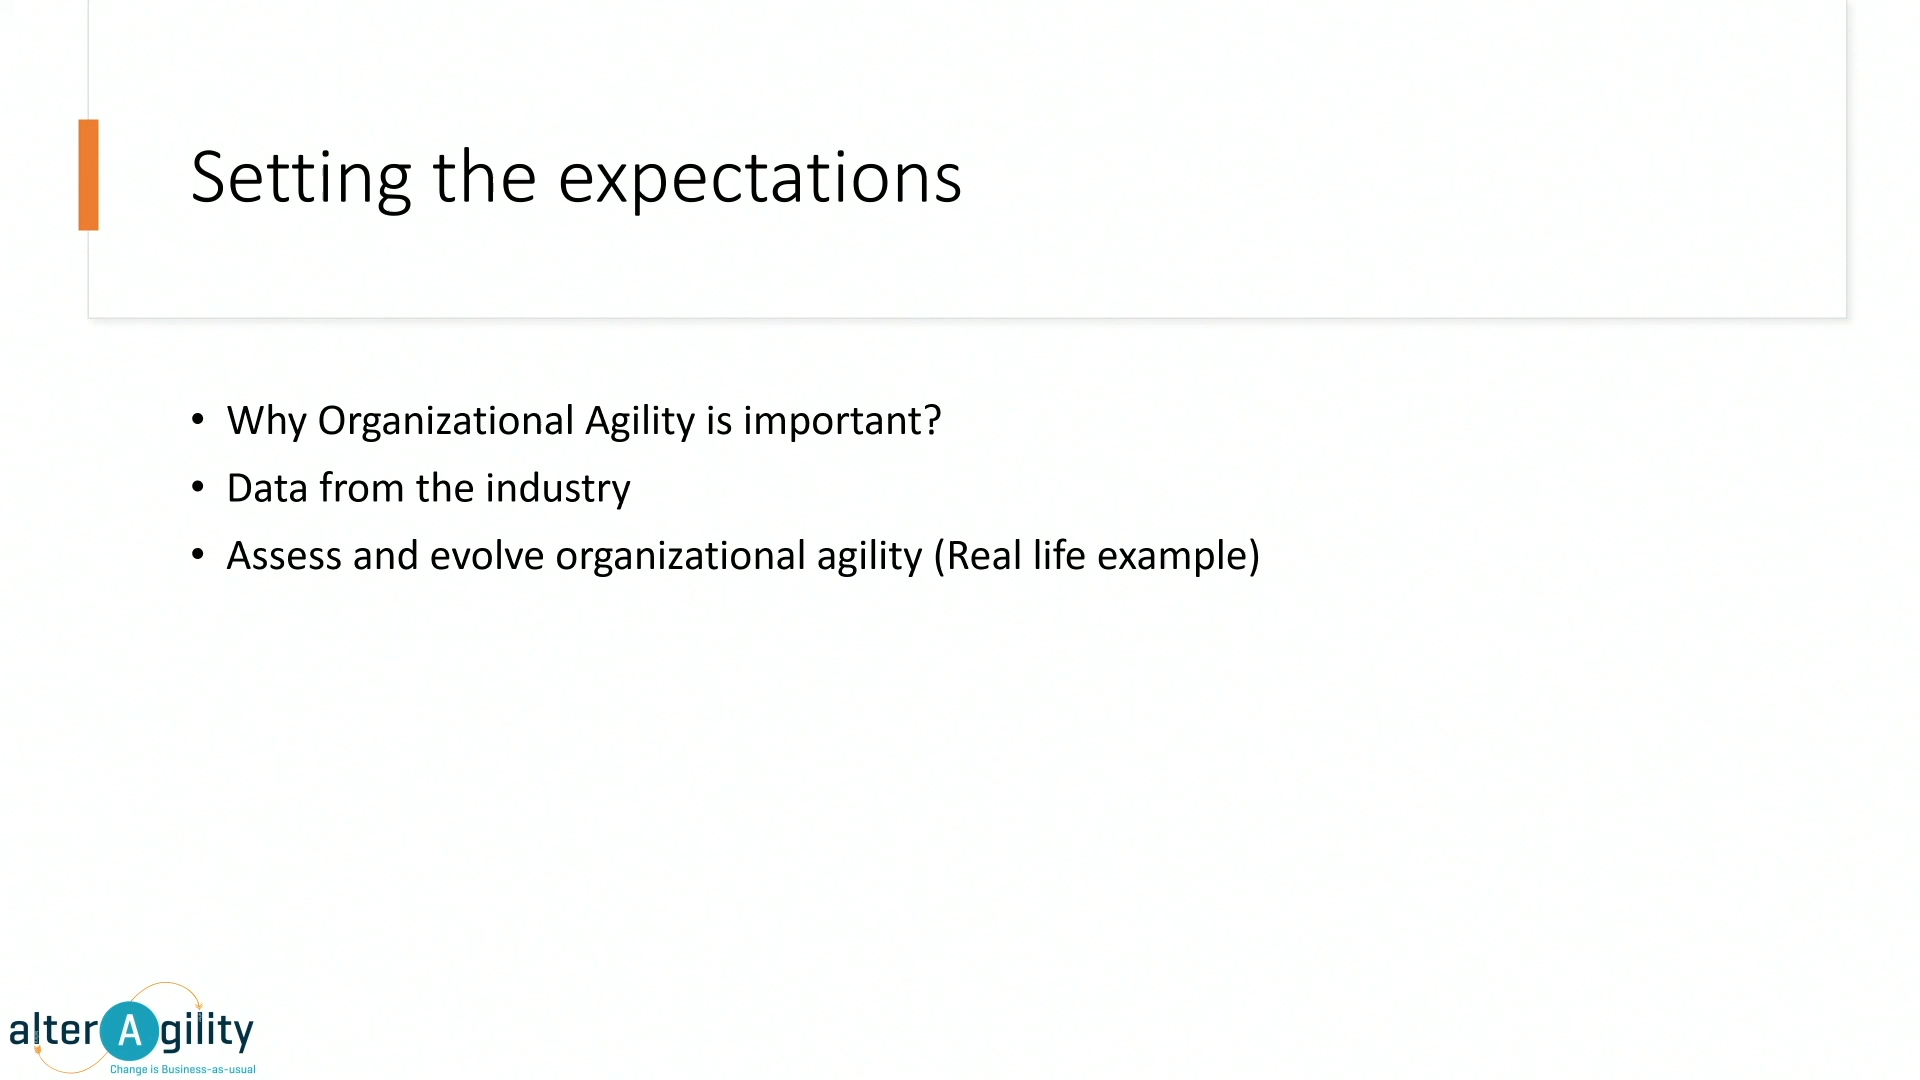 Setting the expectations
• Why Organizational Agility is important?
• Data from the industry
• Assess and evolve organizational agility (Real life example)
alterAgility
Change is Business-as-usual